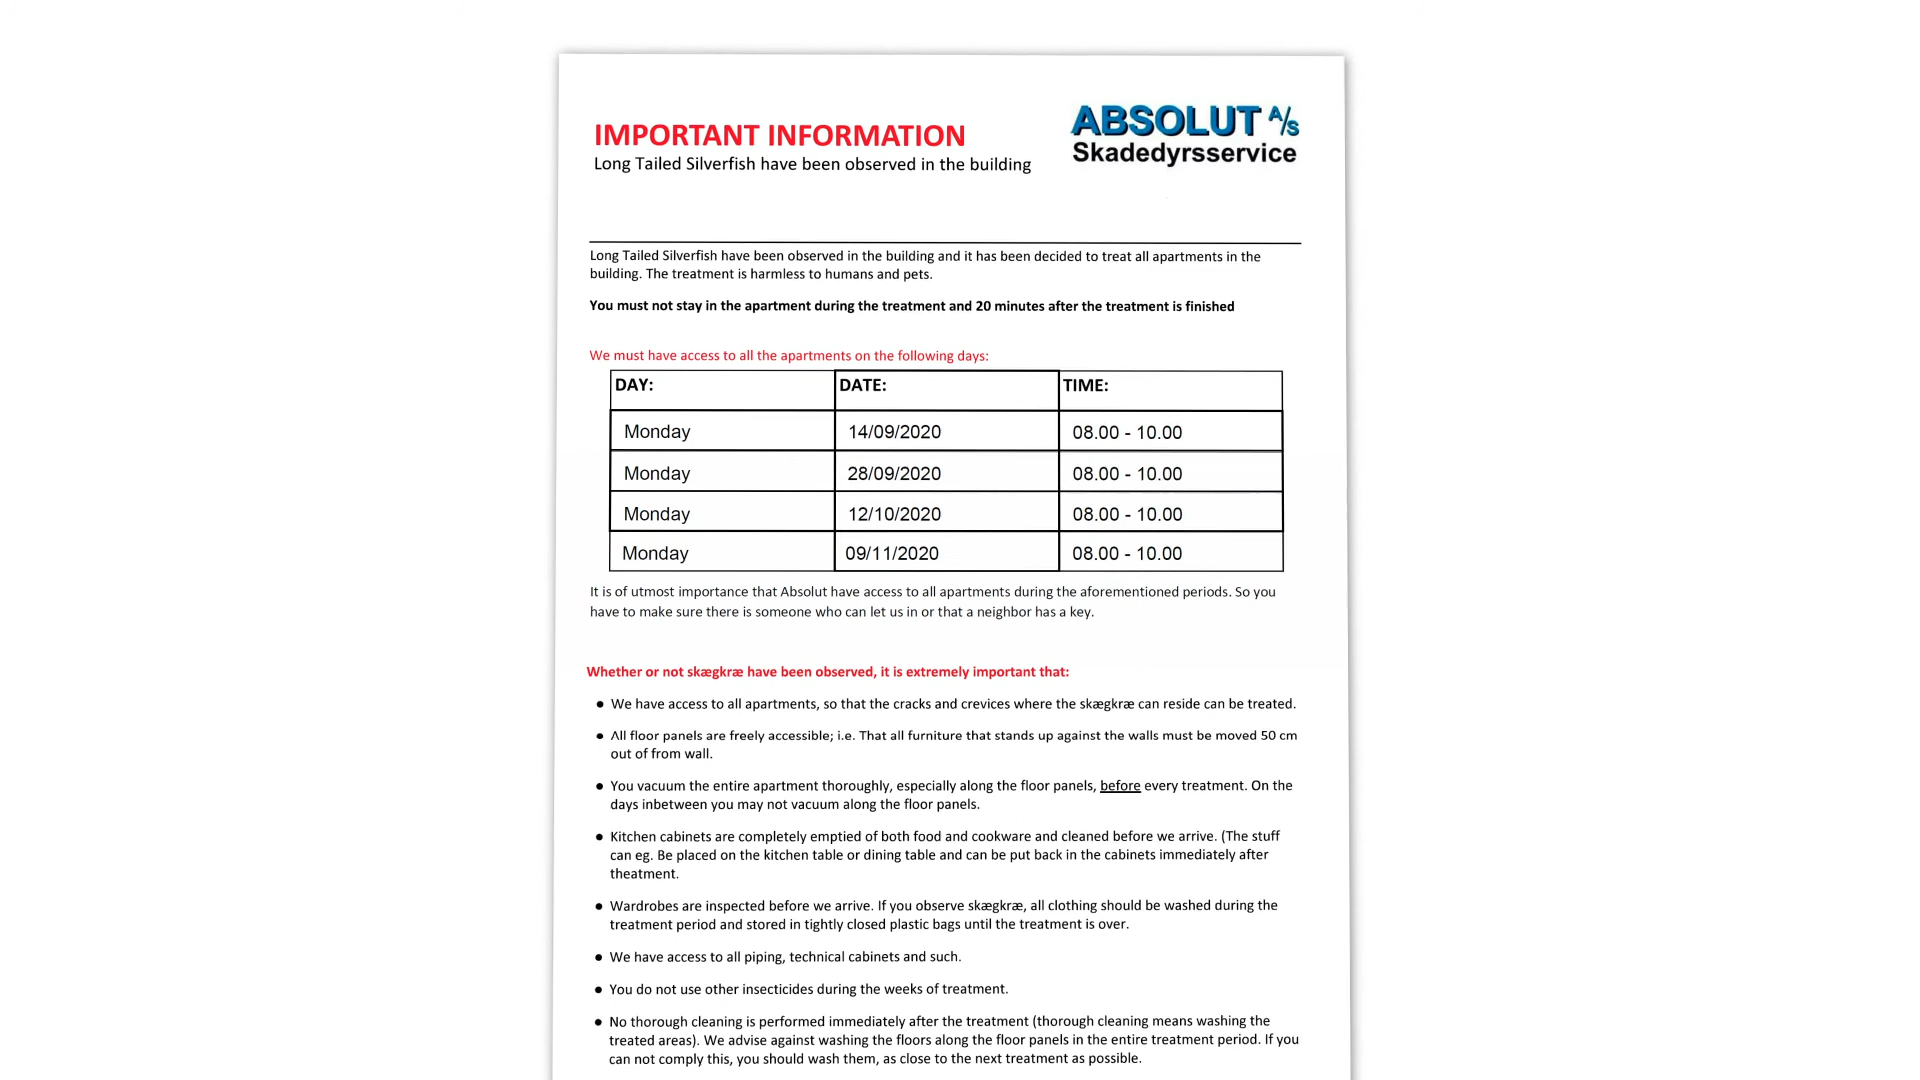 IMPORTANT INFORMATION
Long Tailed Silverfish have been observed in the building
ABSOLUT A/s
Skadedyrsservice
Long Tailed Silverfish have been observed in the building and it has been decided to treat all apartments in the
building. The treatment is harmless to humans and pets.
You must not stay in the apartment during the treatment and 20 minutes after the treatment is finished
We must have access to all the apartments on the following days:
DAY: DATE: TIME:
Monday 14/09/2020 08.00 - 10.00
Monday 28/09/2020 08.00 - 10.00
Monday 12/10/2020 08.00 - 10.00
Monday 09/11/2020 08.00 - 10.00
It is of utmost importance that Absolut have access to all apartments during the aforementioned periods. So you
have to make sure there is someone who can let us in or that a neighbor has a key.
Whether or not skægkræ have been observed, it is extremely important that:
● We have access to all apartments, so that the cracks and crevices where the skægkræ can reside can be treated.
● All floor panels are freely accessible; i.e. That all furniture that stands up against the walls must be moved 50 cm
out of from wall.
● You vacuum the entire apartment thoroughly, especially along the floor panels, before every treatment. On the
days inbetween you may not vacuum along the floor panels.
● Kitchen cabinets are completely emptied of both food and cookware and cleaned before we arrive. (The stuff
can eg. Be placed on the kitchen table or dining table and can be put back in the cabinets immediately after
theatment.
● Wardrobes are inspected before we arrive. If you observe skægkræ, all clothing should be washed during the
treatment period and stored in tightly closed plastic bags until the treatment is over.
● We have access to all piping, technical cabinets and such.
● You do not use other insecticides during the weeks of treatment.
● No thorough cleaning is performed immediately after the treatment (thorough cleaning means washing the
treated areas). We advise against washing the floors along the floor panels in the entire treatment period. If you
can not comply this, you should wash them, as close to the next treatment as possible.